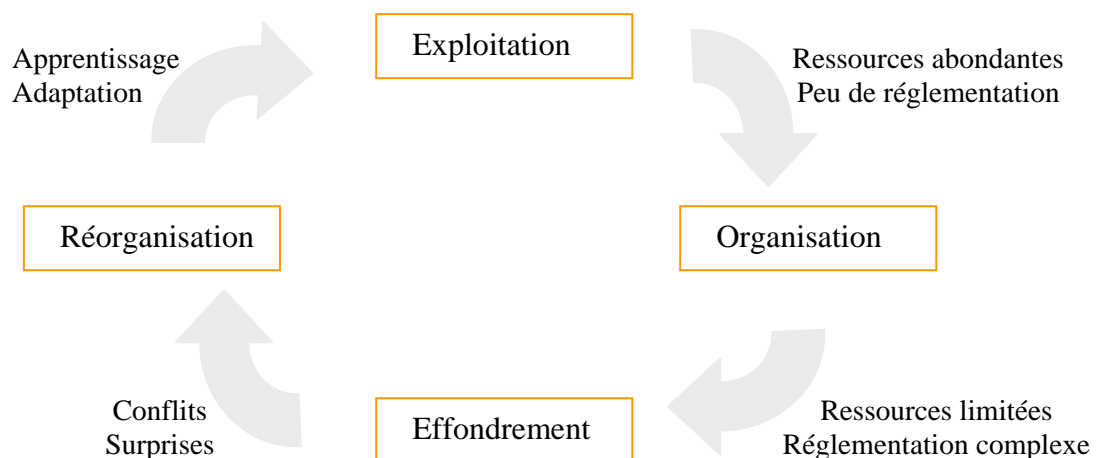 Exploitation
Apprentissage
Adaptation
Ressources abondantes
Peu de réglementation
Réorganisation
Organisation
Conflits
Surprises
Effondrement
Ressources limitées
Réglementation complexe